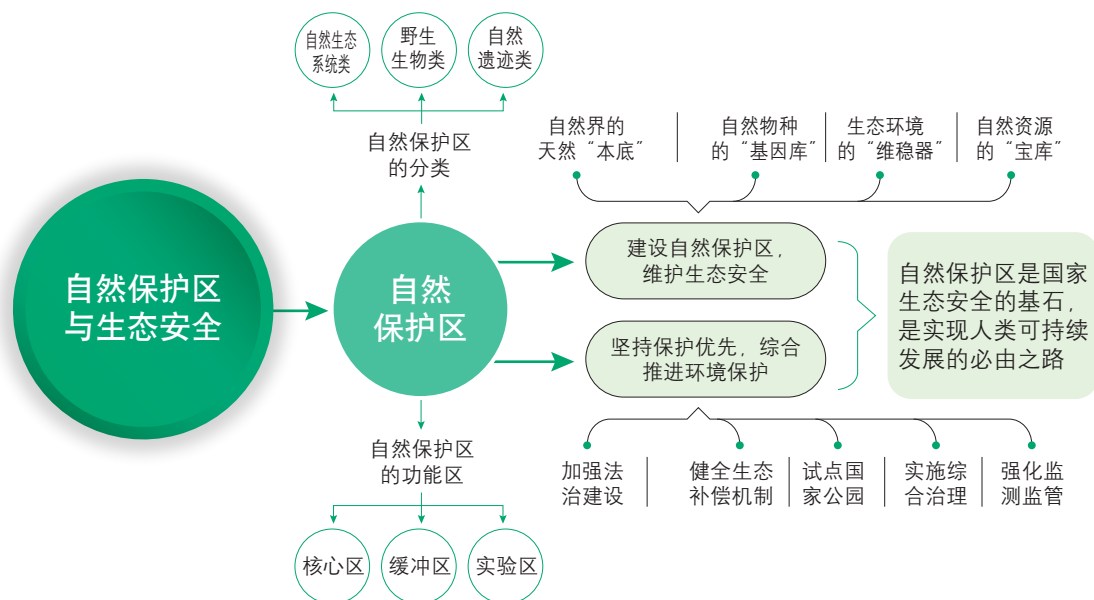 自然生态
系统类
野生
生物类
自然
遗迹类
自然保护区
的分类
自然界的
天然“本底”
自然物种
的“基因库”
生态环境
的“维稳器”
自然资源
的“宝库”
自然保护区
与生态安全
自然
保护区
建设自然保护区，
维护生态安全
坚持保护优先，综合
推进环境保护
自然保护区是国家
生态安全的基石，
是实现人类可持续
发展的必由之路
自然保护区
的功能区
加强法
治建设
健全生态
补偿机制
试点国
家公园
实施综
合治理
强化监
测监管
核心区
缓冲区
实验区